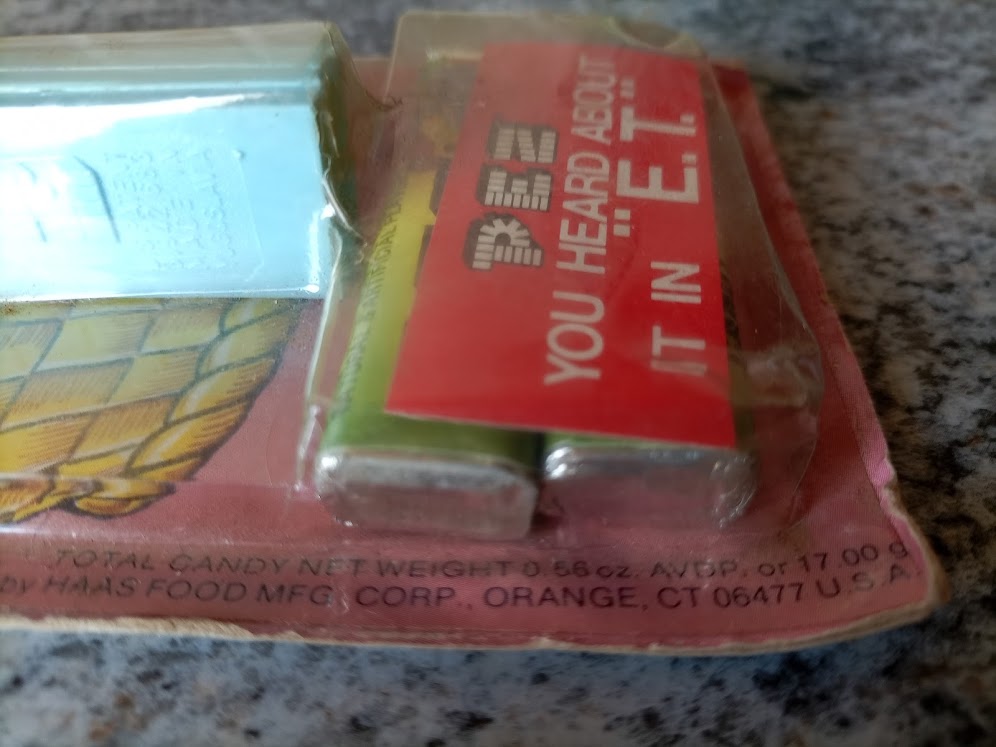 PEZ
YOU HEARD ABOUT
IT IN "E.T."
ARTIFICIAL
TOTAL CANDY NET WEIGHT 0.56 oz. AVDP. or 17.00 g
by HAAS FOOD MFG. CORP., ORANGE, CT 06477 U.S.A.